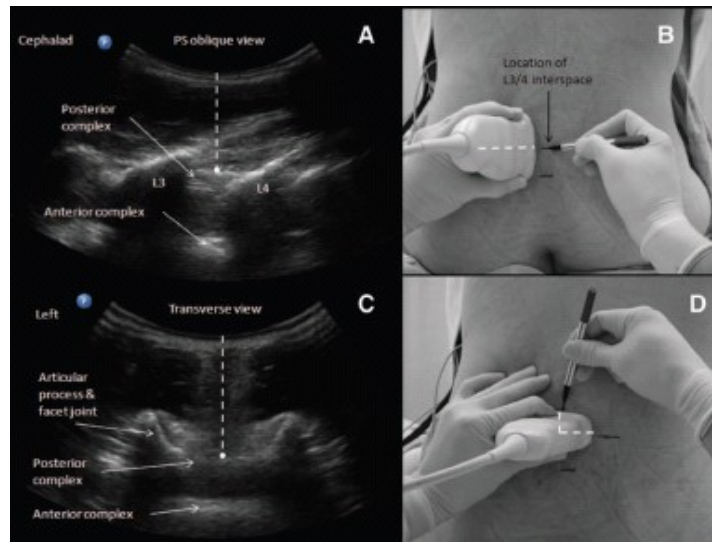 Cephalad
P
PS oblique view
A
Posterior
complex
L3
L4
Anterior complex
B
Location of
L3/4 interspace
Left
P
Transverse view
C
Articular
process &
facet joint
Posterior
complex
Anterior complex
D